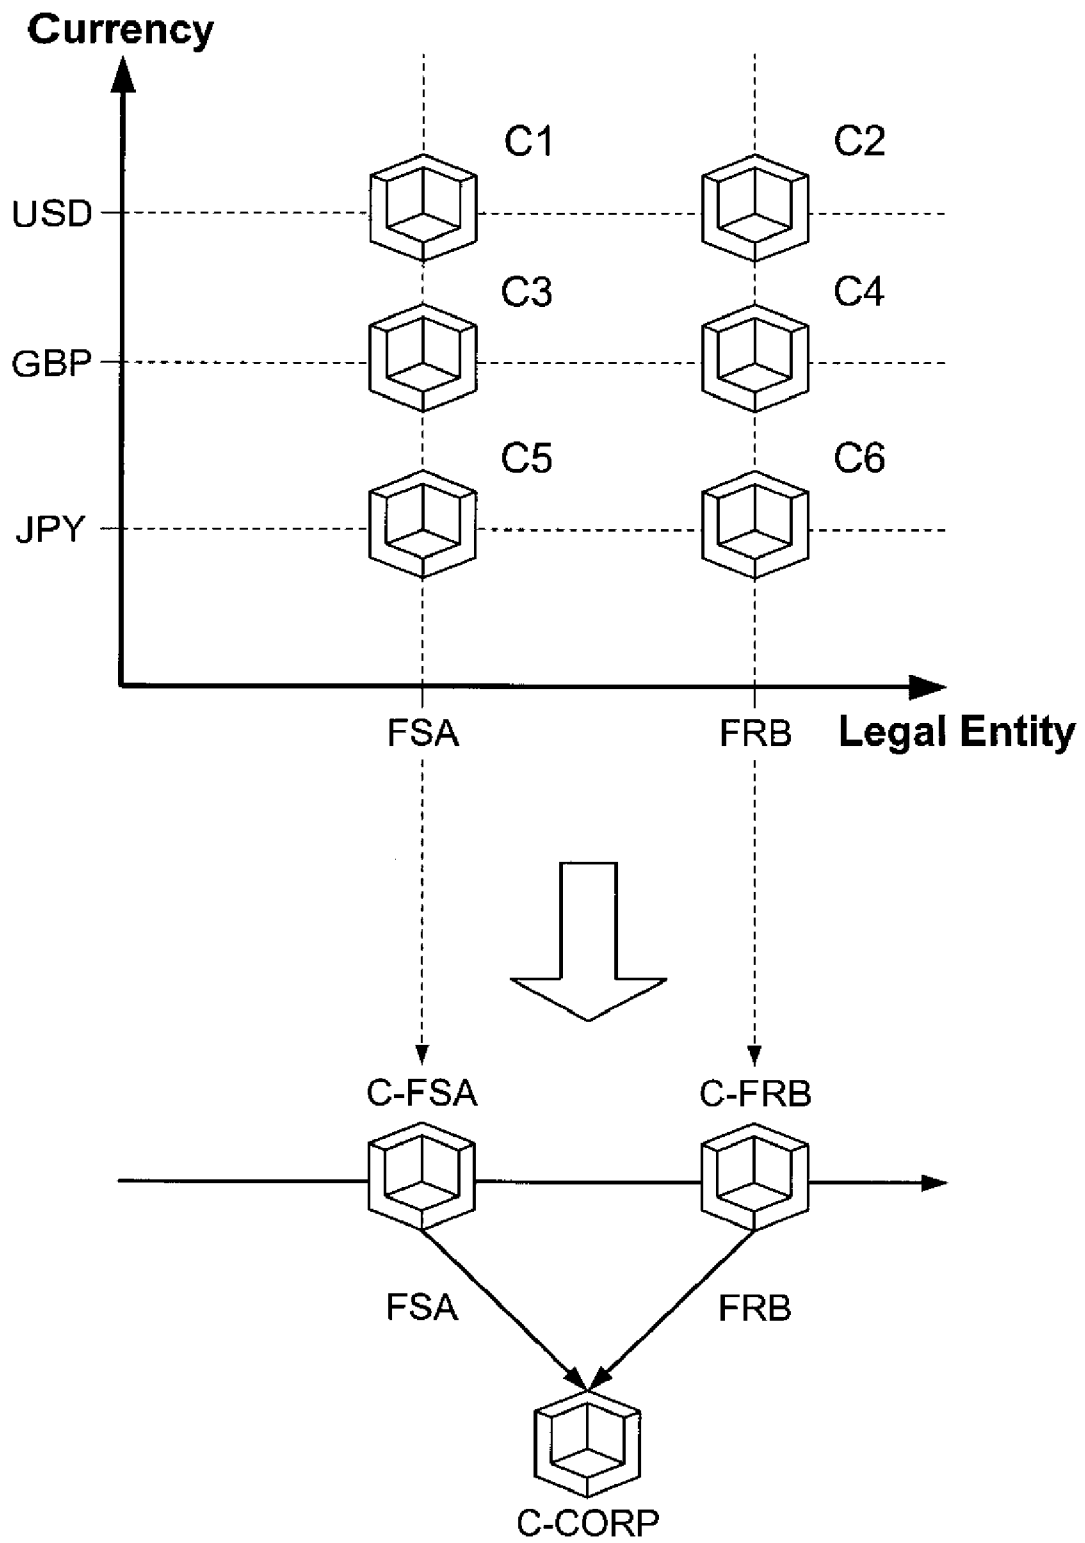 Currency
C1 C2
USD
C3 C4
GBP
C5 C6
JPY
FSA FRB Legal Entity
C-FSA C-FRB
FSA FRB
C-CORP